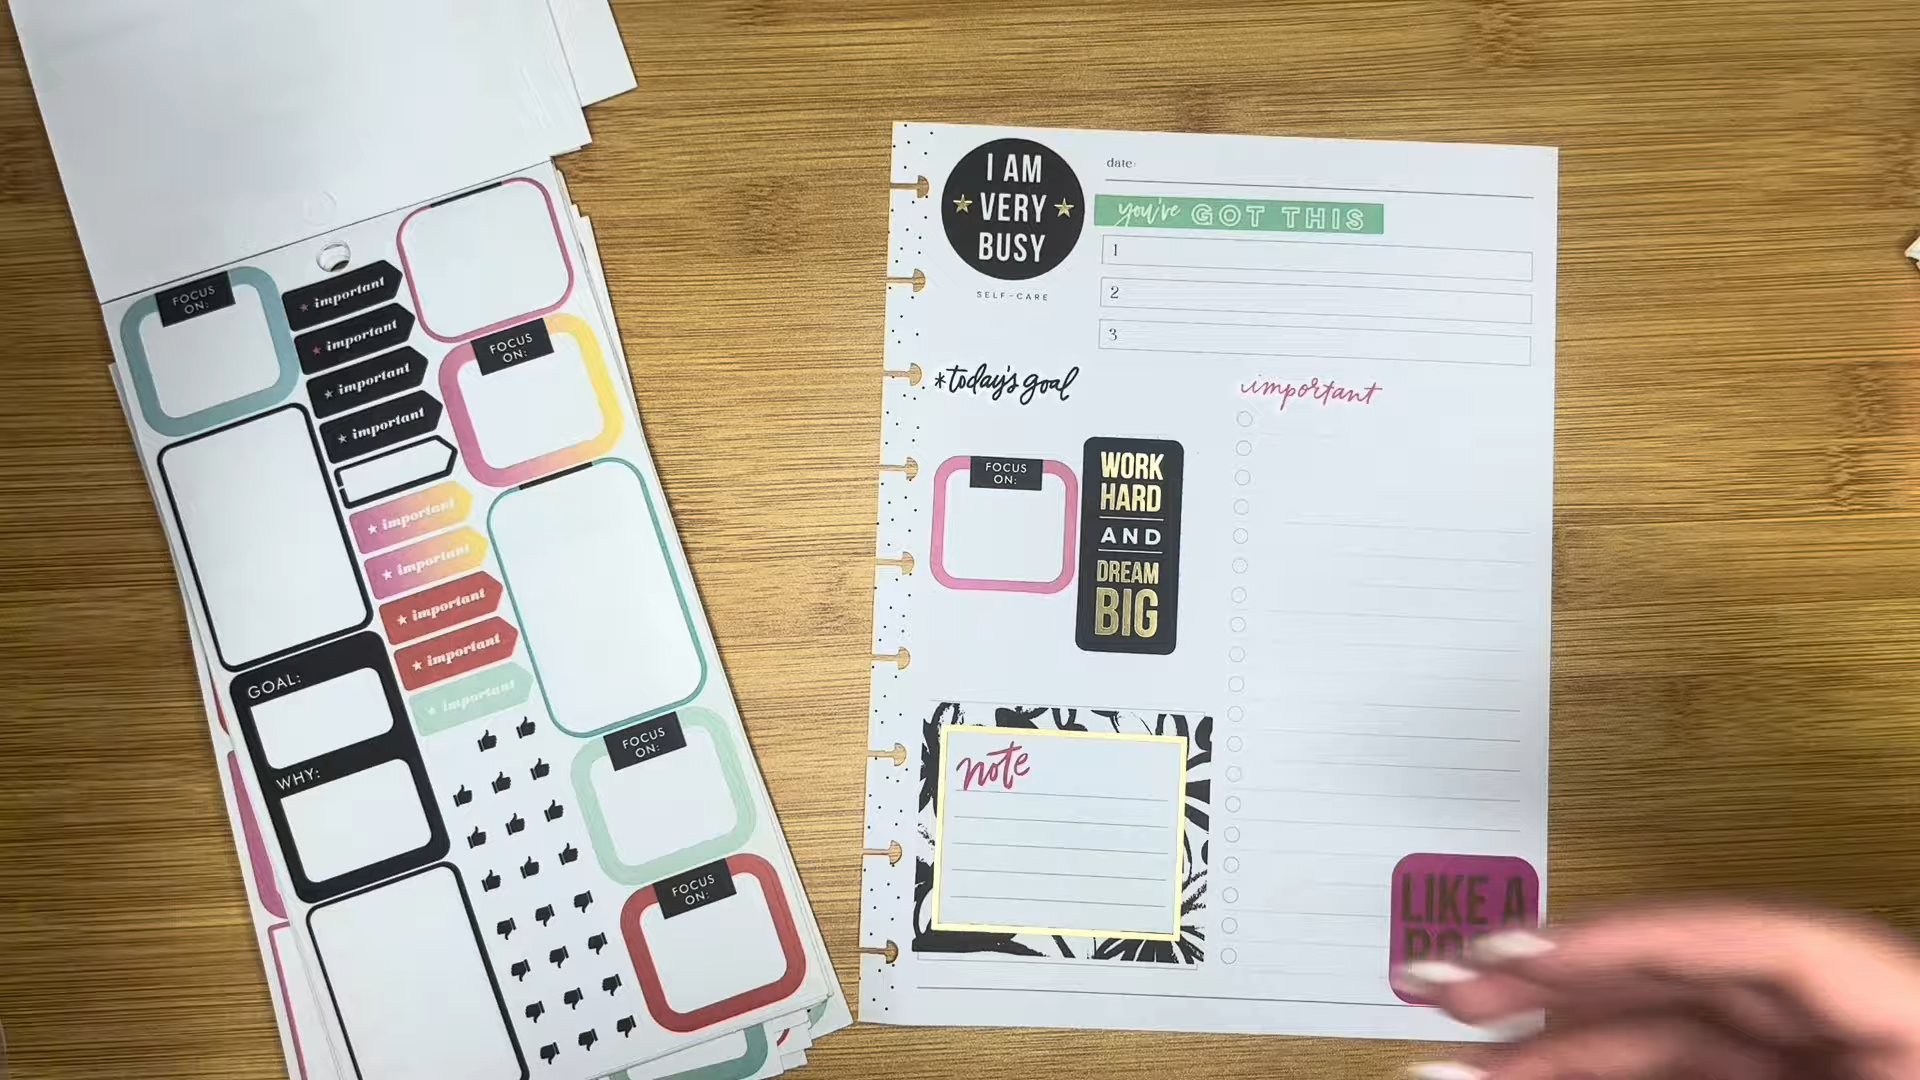 FOCUS
ON:
★ important
★ important
★ important
★ important
FOCUS
ON:
★ important
★ important
★ important
★ important
★ important
GOAL:
WHY:
FOCUS
ON:
FOCUS
ON:
I AM
★ VERY ★
BUSY
SELF-CARE
date:
you've GOT THIS
1
2
3
*today's goal
important
FOCUS
ON:
WORK
HARD
AND
DREAM
BIG
note
LIKE A